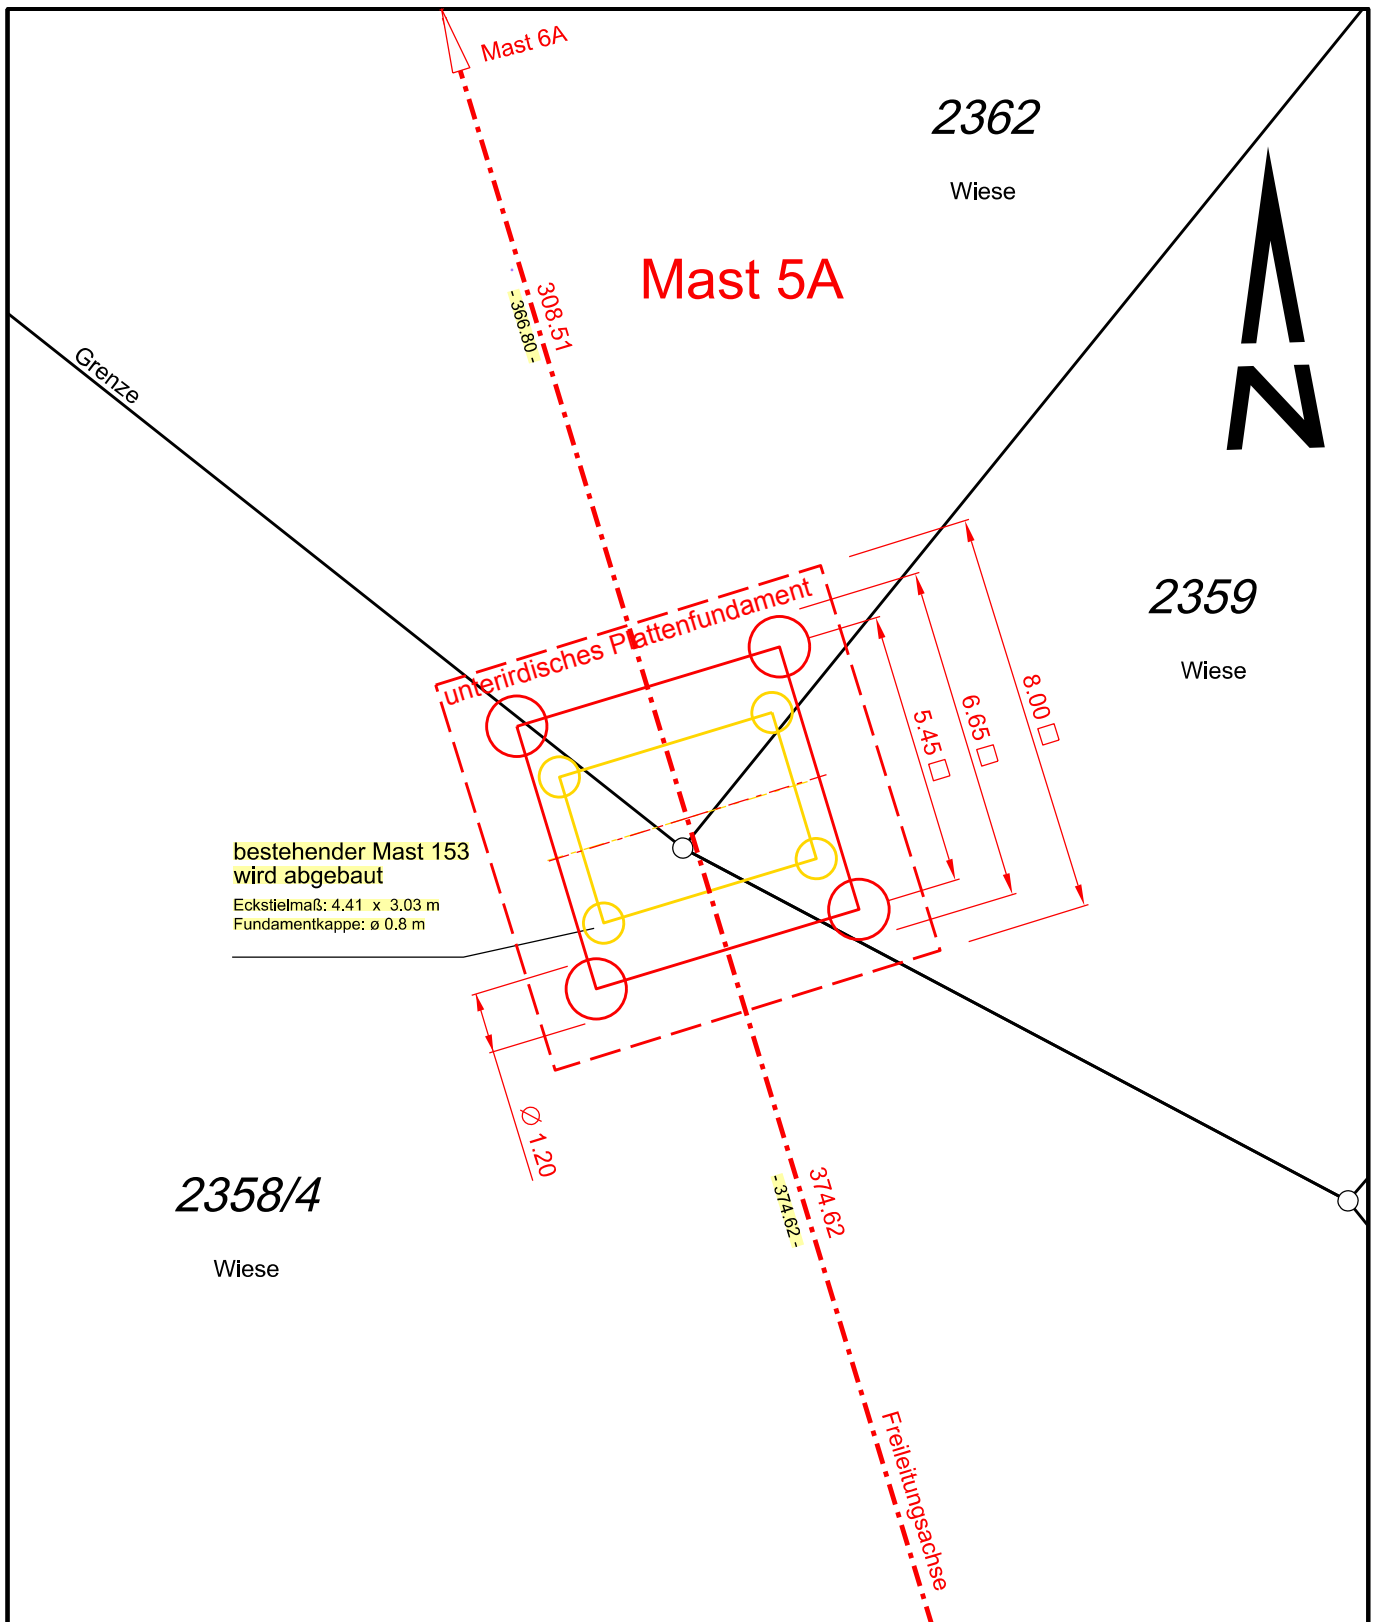 Mast 6A
2362
Wiese
Mast 5A
308.51
- 366.80 -
Grenze
N
2359
Wiese
unterirdisches Plattenfundament
8.00 □
6.65 □
5.45 □
bestehender Mast 153
wird abgebaut
Eckstielmaß: 4.41 x 3.03 m
Fundamentkappe: ø 0.8 m
∅ 1.20
2358/4
Wiese
374.62
- 374.62 -
Freileitungsachse